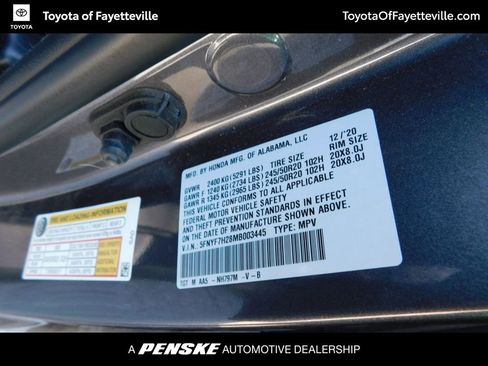 TOYOTA Toyota of Fayetteville ToyotaOfFayetteville.com
MFD. BY HONDA MFG. OF ALABAMA, LLC 12/'20
GVWR 2400 KG (5291 LBS) TIRE SIZE RIM SIZE
GAWR F 1240 KG (2734 LBS) 245/50R20 102H 20X8.0J
GAWR R 1345 KG (2965 LBS) 245/50R20 102H 20X8.0J
THIS VEHICLE CONFORMS TO ALL APPLICABLE
FEDERAL MOTOR VEHICLE SAFETY AND
THEFT PREVENTION STANDARDS IN EFFECT
ON THE DATE OF MANUFACTURE SHOWN ABOVE.
V.I.N.: 5FNYF7H28MB003445 TYPE: MPV
TGT M AA5 -NH797M -V -B
TIRE AND LOADING INFORMATION
A PENSKE AUTOMOTIVE DEALERSHIP